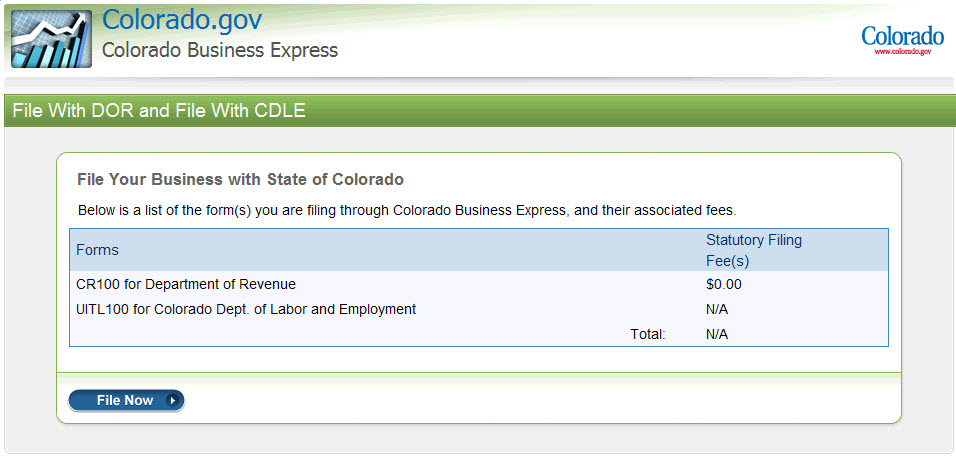 Colorado.gov
Colorado Business Express
Colorado
www.colorado.gov
File With DOR and File With CDLE
File Your Business with State of Colorado
Below is a list of the form(s) you are filing through Colorado Business Express, and their associated fees.
Forms
Statutory Filing
Fee(s)
CR100 for Department of Revenue $0.00
UITL100 for Colorado Dept. of Labor and Employment N/A
Total: N/A
File Now